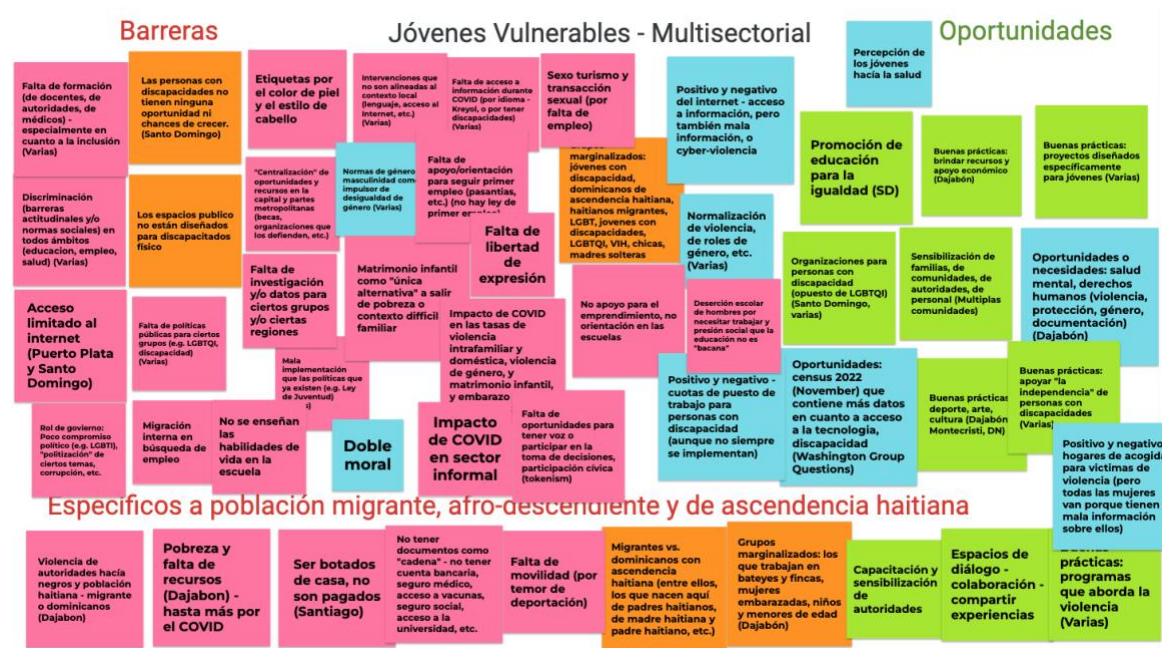 Barreras
Jóvenes Vulnerables - Multisectorial
Oportunidades
Falta de formación
(de docentes, de
autoridades, de
médicos) -
especialmente en
cuanto a la inclusión
(Varias)
Las personas con
discapacidades no
tienen ninguna
oportunidad ni
chances de crecer.
(Santo Domingo)
Etiquetas por
el color de piel
y el estilo de
cabello
Intervenciones que
no son alineadas al
contexto local
(lenguaje, acceso al
Internet, etc.)
(Varias)
Falta de acceso a
información durante
COVID (por idioma -
Kreyol, o por tener
discapacidades)
(Varias)
Sexo turismo y
transacción
sexual (por
falta de
empleo)
Positivo y negativo
del internet - acceso
a información, pero
también mala
información, o
cyber-violencia
Percepción de
los jóvenes
hacía la salud
Promoción de
educación
para la
igualdad (SD)
Buenas prácticas:
brindar recursos y
apoyo económico
(Dajabón)
Buenas prácticas:
proyectos diseñados
específicamente
para jóvenes (Varias)
Discriminación
(barreras
actitudinales y/o
normas sociales) en
todos ámbitos
(educacion, empleo,
salud) (Varias)
Los espacios publico
no están diseñados
para discapacitados
físico
"Centralización" de
oportunidades y
recursos en la
capital y partes
metropolitanas
(becas,
organizaciones que
los defienden, etc.)
Normas de género
masculinidad como
impulsor de
desigualdad de
género (Varias)
Falta de
apoyo/orientación
para seguir primer
empleo (pasantías,
etc.) (no hay ley de
primer empleo)
Grupos
marginalizados:
jóvenes con
discapacidad,
dominicanos de
ascendencia haitiana,
haitianos migrantes,
LGBT, jovenes con
discapacidades,
LGBTQI, VIH, chicas,
madres solteras
Falta de
libertad
de
expresión
Normalización
de violencia,
de roles de
género, etc.
(Varias)
Organizaciones para
personas con
discapacidad
(opuesto de LGBTQI)
(Santo Domingo,
varias)
Sensibilización de
familias, de
comunidades, de
autoridades, de
personal (Multiplas
comunidades)
Oportunidades o
necesidades: salud
mental, derechos
humanos (violencia,
protección, género,
documentación)
(Dajabón)
Acceso
limitado al
internet
(Puerto Plata
y Santo
Domingo)
Falta de políticas
públicas para ciertos
grupos (e.g. LGBTQI,
discapacidad)
(Varias)
Falta de
investigación
y/o datos para
ciertos grupos
y/o ciertas
regiones
Matrimonio infantil
como "única
alternativa" a salir
de pobreza o
contexto difícil
familiar
Impacto de COVID
en las tasas de
violencia
intrafamiliar y
doméstica, violencia
de género, y
matrimonio infantil,
y embarazo
No apoyo para el
emprendimiento, no
orientación en las
escuelas
Deserción escolar
de hombres por
necesitar trabajar y
presión social que la
educación no es
"bacana"
Mala
implementación
que las políticas que
ya existen (e.g. Ley
de Juventud)
Positivo y negativo -
cuotas de puesto de
trabajo para
personas con
discapacidad
(aunque no siempre
se implementan)
Oportunidades:
census 2022
(November) que
contiene más datos
en cuanto a acceso
a la tecnología,
discapacidad
(Washington Group
Questions)
Buenas prácticas:
deporte, arte,
cultura (Dajabón,
Montecristi, DN)
Buenas prácticas:
apoyar "la
independencia" de
personas con
discapacidades
(Varias)
Rol de gobierno:
Poco compromiso
político (e.g. LGBTI),
"politización" de
ciertos temas,
corrupción, etc.
Migración
interna en
búsqueda de
empleo
No se enseñan
las
habilidades de
vida en la
escuela
Doble
moral
Impacto
de COVID
en sector
informal
Falta de
oportunidades para
tener voz o
participar en la
toma de decisiones,
participación cívica
(tokenism)
Positivo y negativo
hogares de acogida
para victimas de
violencia (pero
todas las mujeres
van porque tienen
mala información
sobre ellos)
Específicos a población migrante, afro-descendiente y de ascendencia haitiana
Violencia de
autoridades hacía
negros y población
haitiana - migrante
o dominicanos
(Dajabon)
Pobreza y
falta de
recursos
(Dajabon) -
hasta más por
el COVID
Ser botados
de casa, no
son pagados
(Santiago)
No tener
documentos como
"cadena" - no tener
cuenta bancaria,
seguro médico,
acceso a vacunas,
seguro social,
acceso a la
universidad, etc.
Falta de
movilidad (por
temor de
deportación)
Migrantes vs.
dominicanos con
ascendencia
haitiana (entre ellos,
los que nacen aquí
de padres haitianos,
de madre haitiana y
padre haitiano, etc.)
Grupos
marginalizados: los
que trabajan en
bateyes y fincas,
mujeres
embarazadas, niños
y menores de edad
(Dajabón)
Capacitación y
sensibilización
de
autoridades
Espacios de
diálogo -
colaboración -
compartir
experiencias
Buenas
prácticas:
programas
que aborda la
violencia
(Varias)